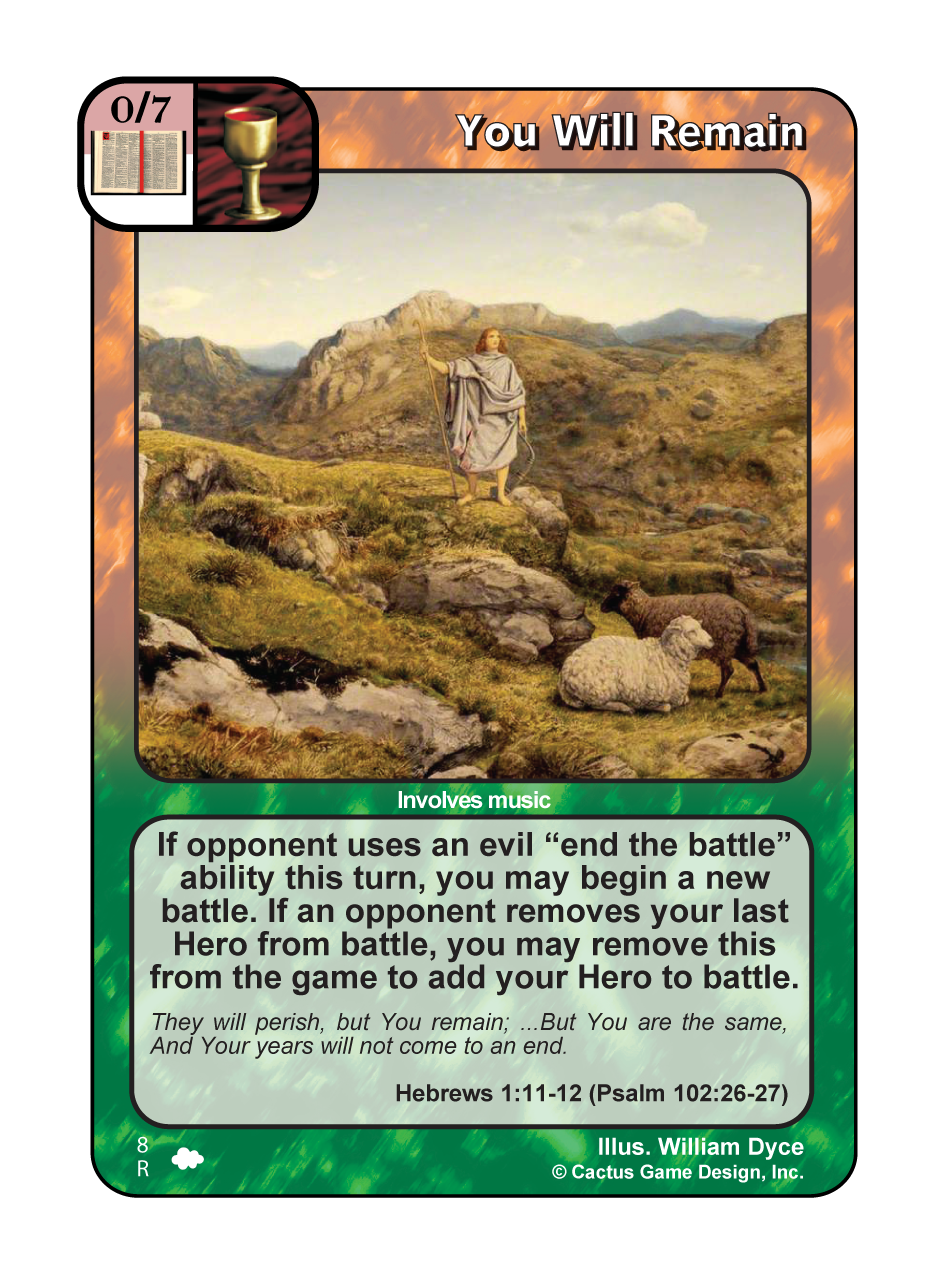 0/7
You Will Remain
Involves music
If opponent uses an evil “end the battle”
ability this turn, you may begin a new
battle. If an opponent removes your last
Hero from battle, you may remove this
from the game to add your Hero to battle.
They will perish, but You remain; ...But You are the same,
And Your years will not come to an end.
Hebrews 1:11-12 (Psalm 102:26-27)
8
R
Illus. William Dyce
© Cactus Game Design, Inc.